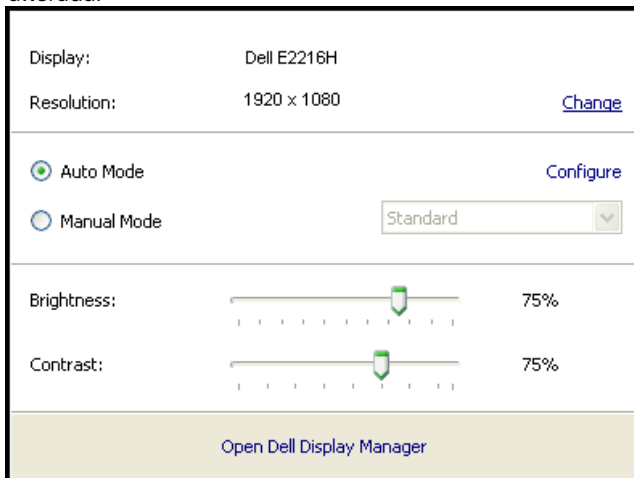 Display: Dell E2216H
Resolution: 1920 x 1080 Change
Auto Mode Configure
Manual Mode Standard
Brightness: 75%
Contrast: 75%
Open Dell Display Manager